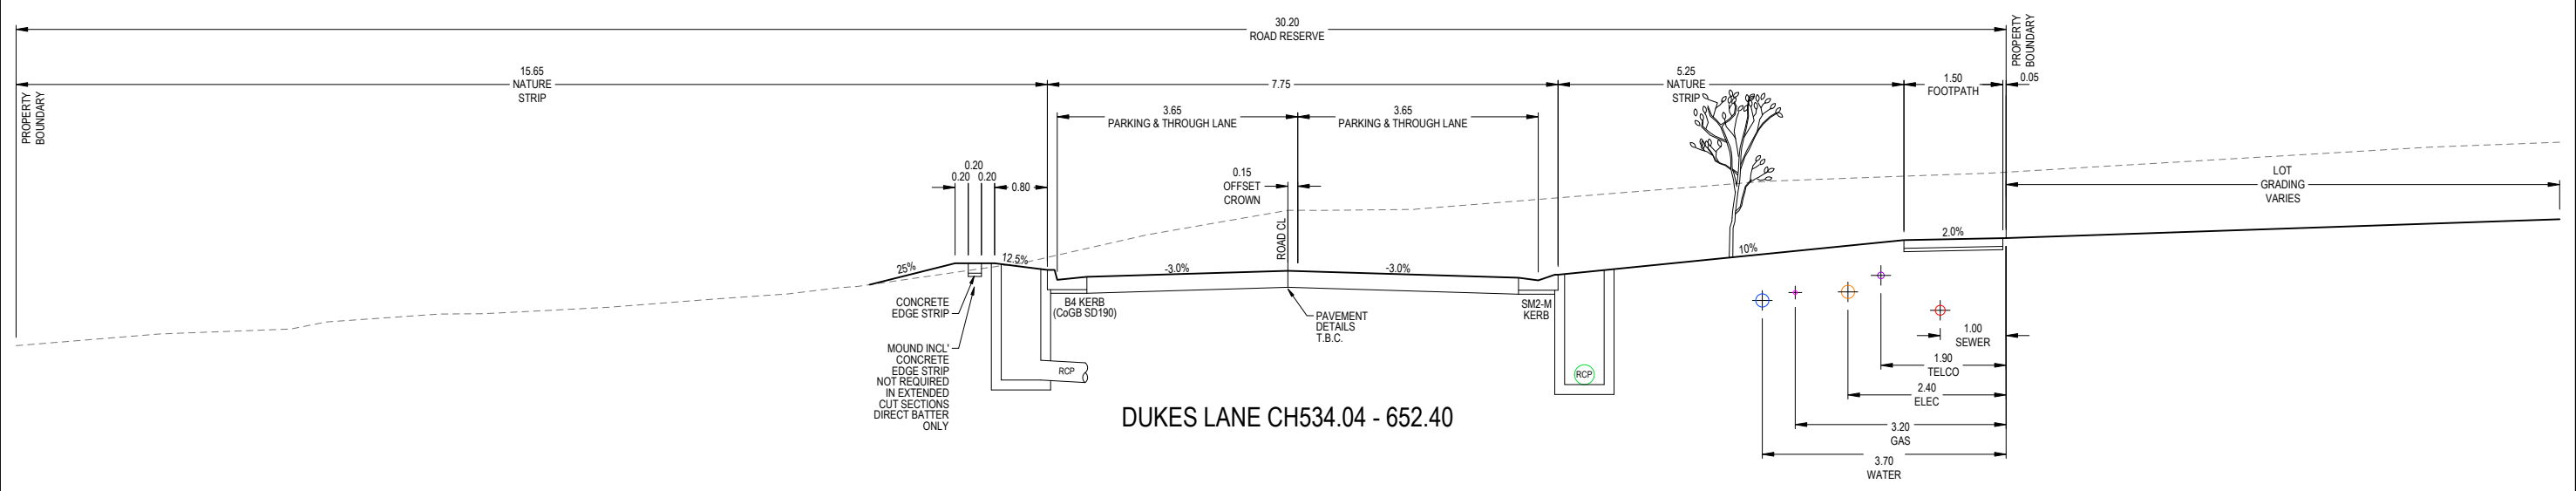 30.20
ROAD RESERVE
PROPERTY
BOUNDARY
15.65
NATURE
STRIP
7.75
5.25
NATURE
STRIP
1.50
FOOTPATH
0.05
PROPERTY
BOUNDARY
3.65
PARKING & THROUGH LANE
3.65
PARKING & THROUGH LANE
0.20
0.20
0.20
0.80
0.15
OFFSET
CROWN
ROAD CL
LOT
GRADING
VARIES
25%
12.5%
-3.0%
-3.0%
10%
2.0%
CONCRETE
EDGE STRIP
B4 KERB
(CoGB SD190)
SM2-M
KERB
PAVEMENT
DETAILS
T.B.C.
MOUND INCL'
CONCRETE
EDGE STRIP
NOT REQUIRED
IN EXTENDED
CUT SECTIONS
DIRECT BATTER
ONLY
RCP
RCP
1.00
SEWER
1.90
TELCO
2.40
ELEC
3.20
GAS
3.70
WATER
DUKES LANE CH534.04 - 652.40